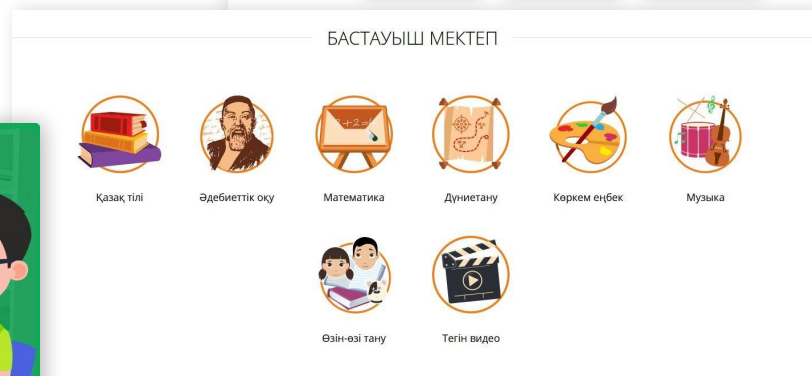 БАСТАУЫШ МЕКТЕП
Қазақ тілі
Әдебиеттік оқу
Математика
Дүниетану
Көркем еңбек
Музыка
Өзін-өзі тану
Тегін видео